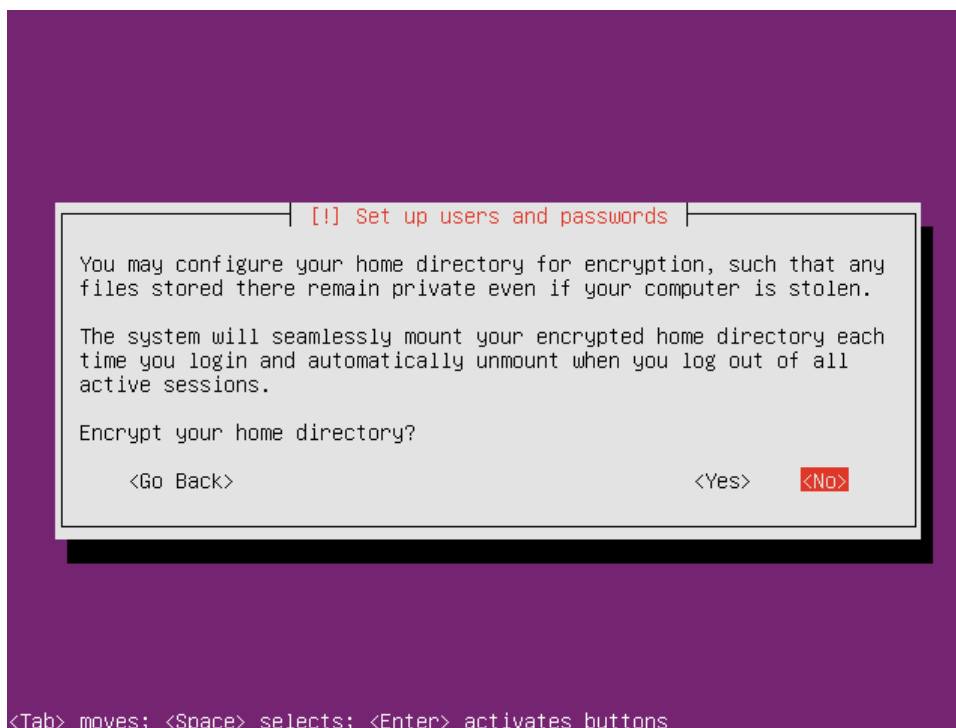 [!] Set up users and passwords
You may configure your home directory for encryption, such that any
files stored there remain private even if your computer is stolen.
The system will seamlessly mount your encrypted home directory each
time you login and automatically unmount when you log out of all
active sessions.
Encrypt your home directory?
<Go Back> <Yes> <No>
<Tab> moves; <Space> selects; <Enter> activates buttons